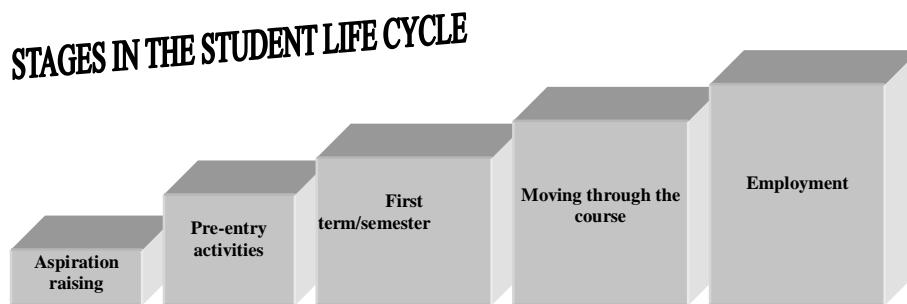 STAGES IN THE STUDENT LIFE CYCLE
Aspiration
raising
Pre-entry
activities
First
term/semester
Moving through the
course
Employment